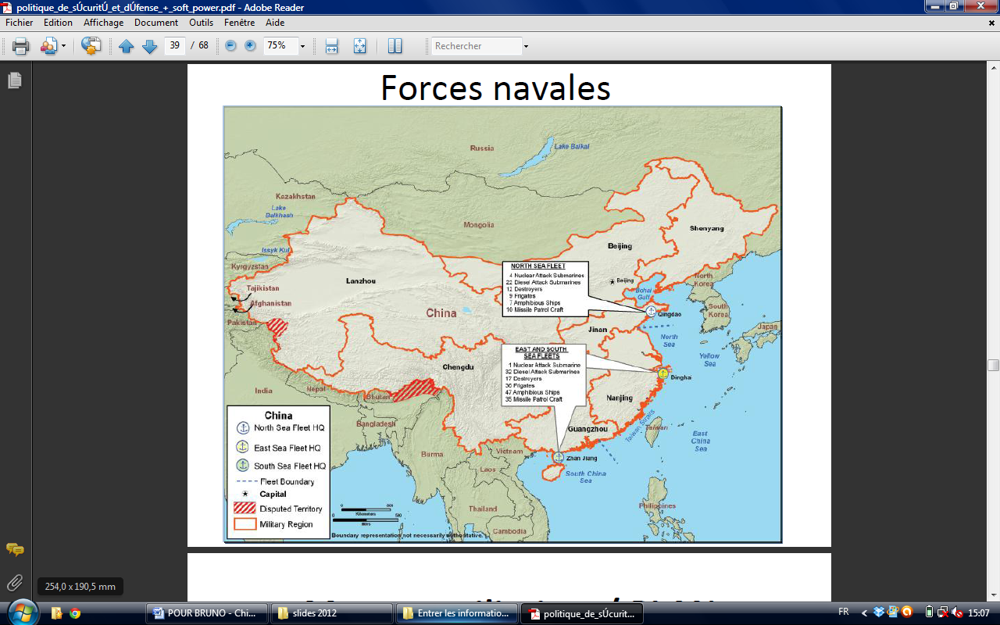 politique_de_sÚcuritÚ_et_dÚfense_+_soft_power.pdf - Adobe Reader
Fichier Edition Affichage Document Outils Fenêtre Aide
39 / 68 75% Rechercher
Forces navales
Russia
Lake Baikal
Kazakhstan
Lake
Balkhash
Mongolia
Shenyang
Beijing
Issyk Kul
Kyrgyzstan
Lanzhou
Tajikistan
Afghanistan
Pakistan
China
NORTH SEA FLEET
4 Nuclear Attack Submarines
22 Diesel Attack Submarines
12 Destroyers
9 Frigates
7 Amphibious Ships
10 Missile Patrol Craft
Beijing
Bohai
Gulf
North
Korea
South
Korea
Japan
Qingdao
Jinan
North
Sea
Yellow
Sea
EAST AND SOUTH
SEA FLEETS
1 Nuclear Attack Submarine
32 Diesel Attack Submarines
17 Destroyers
36 Frigates
47 Amphibious Ships
35 Missile Patrol Craft
Chengdu
Dinghai
Nanjing
India
Nepal
Bhutan
Bangladesh
Guangzhou
Taiwan Straits
Taiwan
East
China
Sea
Burma
Vietnam
Laos
Zhan Jiang
South China
Sea
Thailand
Cambodia
Philippines
China
North Sea Fleet HQ
East Sea Fleet HQ
South Sea Fleet HQ
Fleet Boundary
Capital
Disputed Territory
Military Region
0 500
Kilometers
0 500
Miles
Boundary representation not necessarily authoritative.
254,0 x 190,5 mm
POUR BRUNO - Chi... slides 2012 Entrer les informatio... politique_de_sÚcurit... FR 15:07